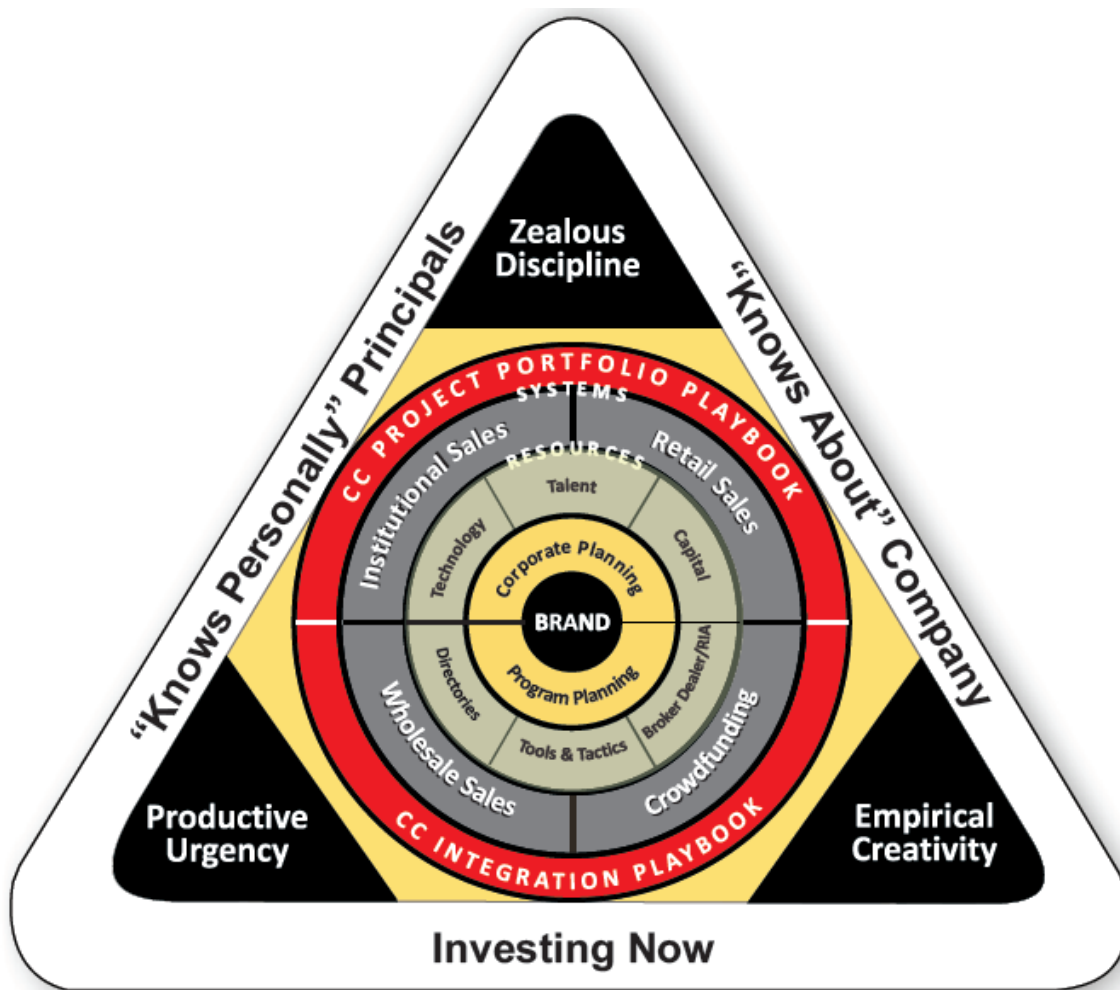 Zealous
Discipline
“Knows Personally” Principals
“Knows About” Company
CC PROJECT PORTFOLIO PLAYBOOK
SYSTEMS
Institutional Sales
Retail Sales
RESOURCES
Talent
Technology
Capital
Corporate Planning
BRAND
Program Planning
Directories
Broker Dealer/RIA
Tools & Tactics
Wholesale Sales
Crowdfunding
CC INTEGRATION PLAYBOOK
Productive
Urgency
Empirical
Creativity
Investing Now